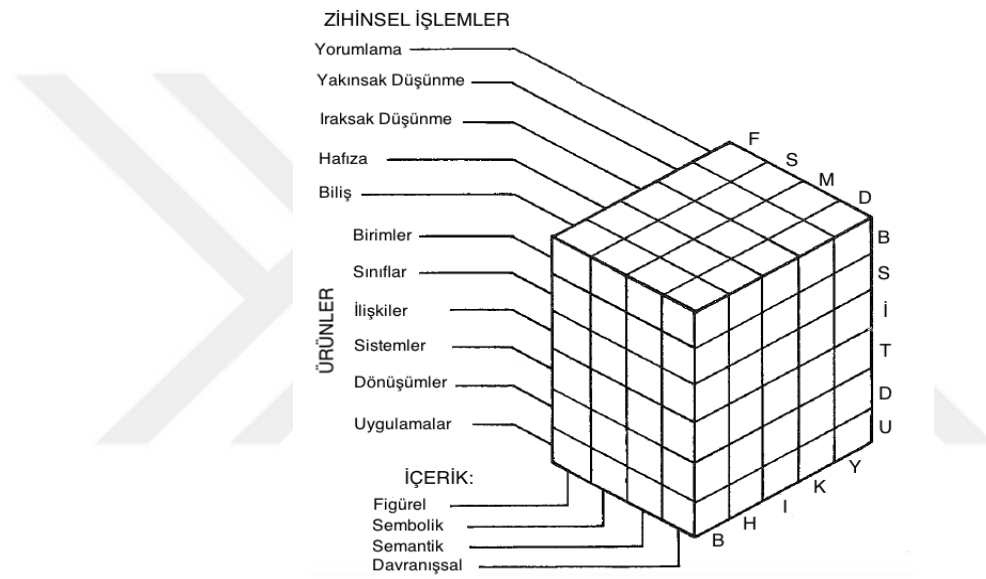 ZİHİNSEL İŞLEMLER
Yorumlama
Yakınsak Düşünme
Iraksak Düşünme
Hafıza
Biliş
Birimler
Sınıflar
İlişkiler
Sistemler
Dönüşümler
Uygulamalar
ÜRÜNLER
İÇERİK:
Figürel
Sembolik
Semantik
Davranışsal
F
S
M
D
B
S
İ
T
D
U
B
H
I
K
Y